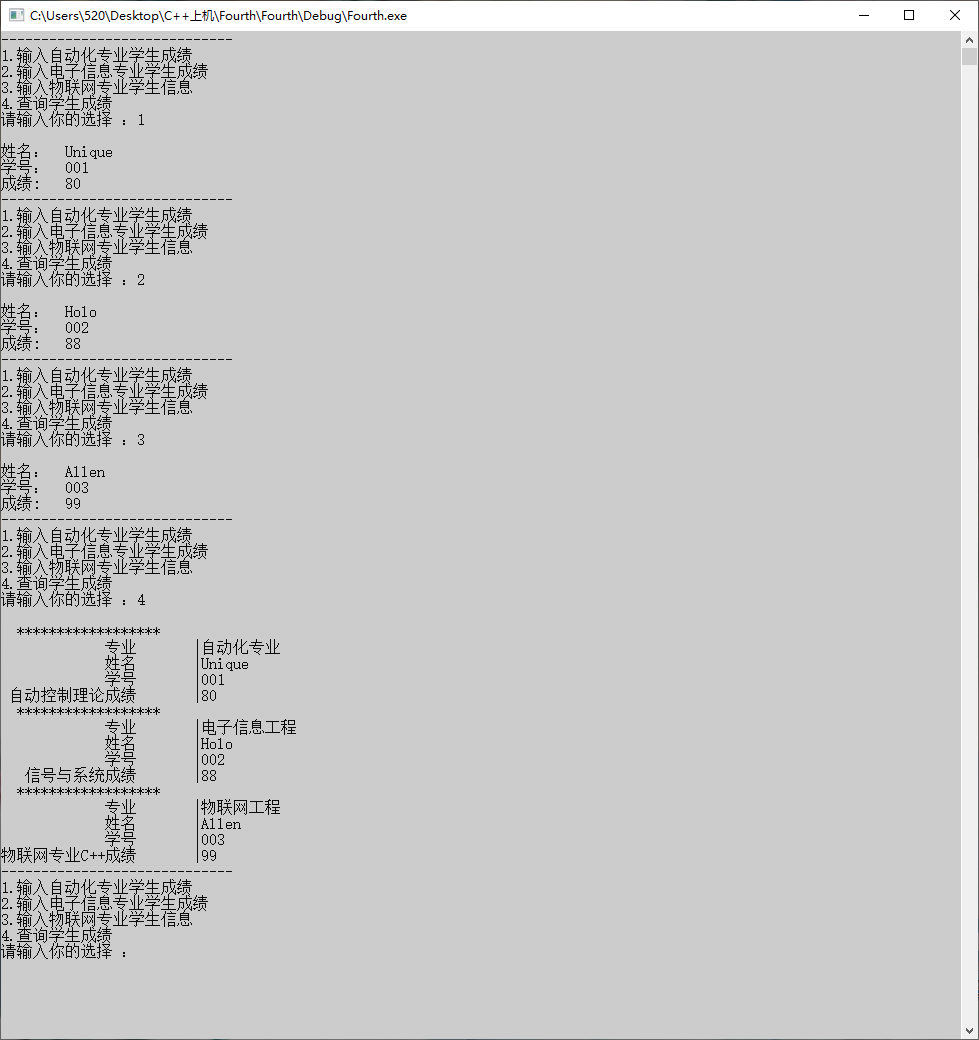 C:\Users\520\Desktop\C++上机\Fourth\Fourth\Debug\Fourth.exe
-----------------------------
1.输入自动化专业学生成绩
2.输入电子信息专业学生成绩
3.输入物联网专业学生信息
4.查询学生成绩
请输入你的选择 ：1
姓名： Unique
学号： 001
成绩: 80
-----------------------------
1.输入自动化专业学生成绩
2.输入电子信息专业学生成绩
3.输入物联网专业学生信息
4.查询学生成绩
请输入你的选择 ：2
姓名： Holo
学号： 002
成绩: 88
-----------------------------
1.输入自动化专业学生成绩
2.输入电子信息专业学生成绩
3.输入物联网专业学生信息
4.查询学生成绩
请输入你的选择 ：3
姓名： Allen
学号： 003
成绩: 99
-----------------------------
1.输入自动化专业学生成绩
2.输入电子信息专业学生成绩
3.输入物联网专业学生信息
4.查询学生成绩
请输入你的选择 ：4
******************
专业 |自动化专业
姓名 |Unique
学号 |001
自动控制理论成绩 |80
******************
专业 |电子信息工程
姓名 |Holo
学号 |002
信号与系统成绩 |88
******************
专业 |物联网工程
姓名 |Allen
学号 |003
物联网专业C++成绩 |99
-----------------------------
1.输入自动化专业学生成绩
2.输入电子信息专业学生成绩
3.输入物联网专业学生信息
4.查询学生成绩
请输入你的选择 ：